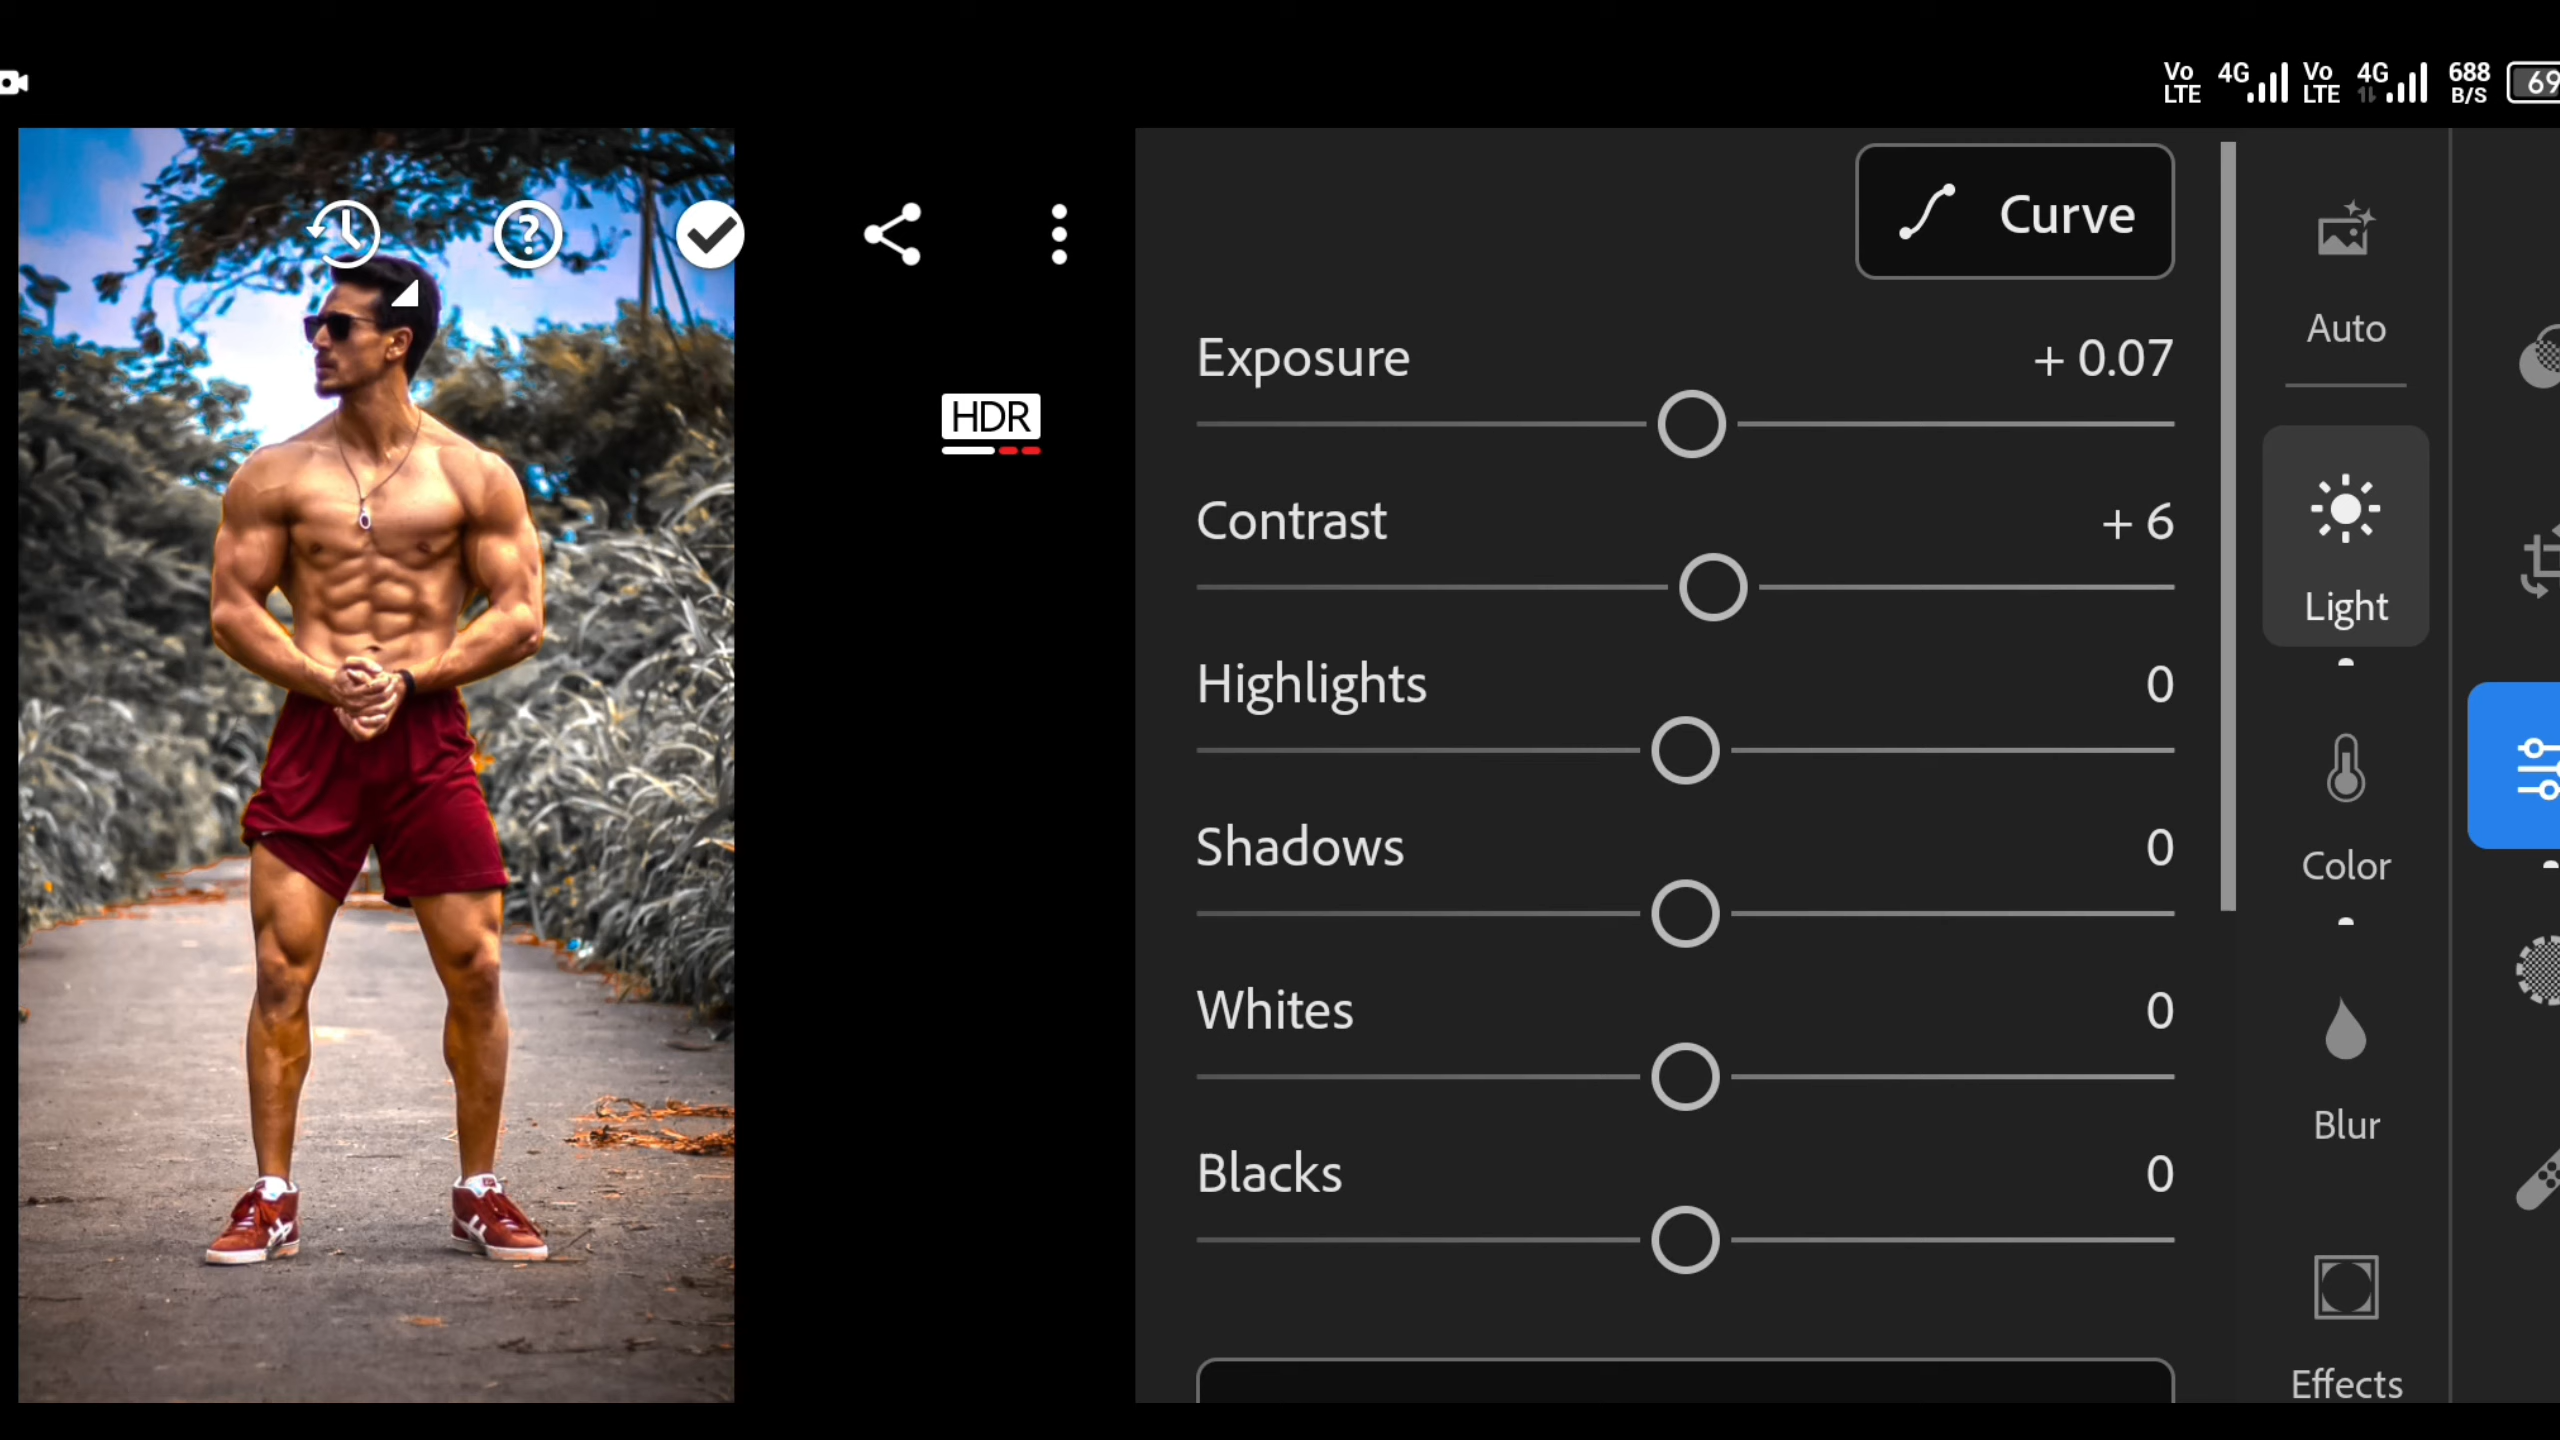 Vo LTE 4G Vo LTE 4G 688 B/S 69
Curve
HDR
Exposure + 0.07
Contrast + 6
Highlights 0
Shadows 0
Whites 0
Blacks 0
Auto
Light
Color
Blur
Effects